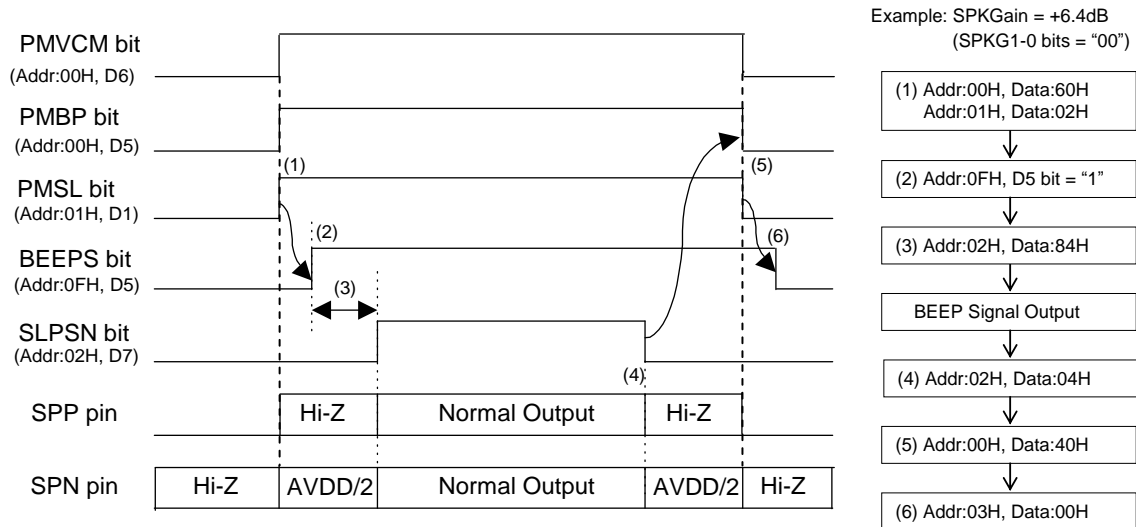 PMVCM bit
(Addr:00H, D6)
PMBP bit
(Addr:00H, D5)
(1)
(5)
PMSL bit
(Addr:01H, D1)
(2)
(6)
BEEPS bit
(Addr:0FH, D5)
(3)
SLPSN bit
(Addr:02H, D7)
(4)
SPP pin
Hi-Z
Normal Output
Hi-Z
SPN pin
Hi-Z
AVDD/2
Normal Output
AVDD/2
Hi-Z
Example: SPKGain = +6.4dB
(SPKG1-0 bits = “00”)
(1) Addr:00H, Data:60H
Addr:01H, Data:02H
(2) Addr:0FH, D5 bit = “1”
(3) Addr:02H, Data:84H
BEEP Signal Output
(4) Addr:02H, Data:04H
(5) Addr:00H, Data:40H
(6) Addr:03H, Data:00H